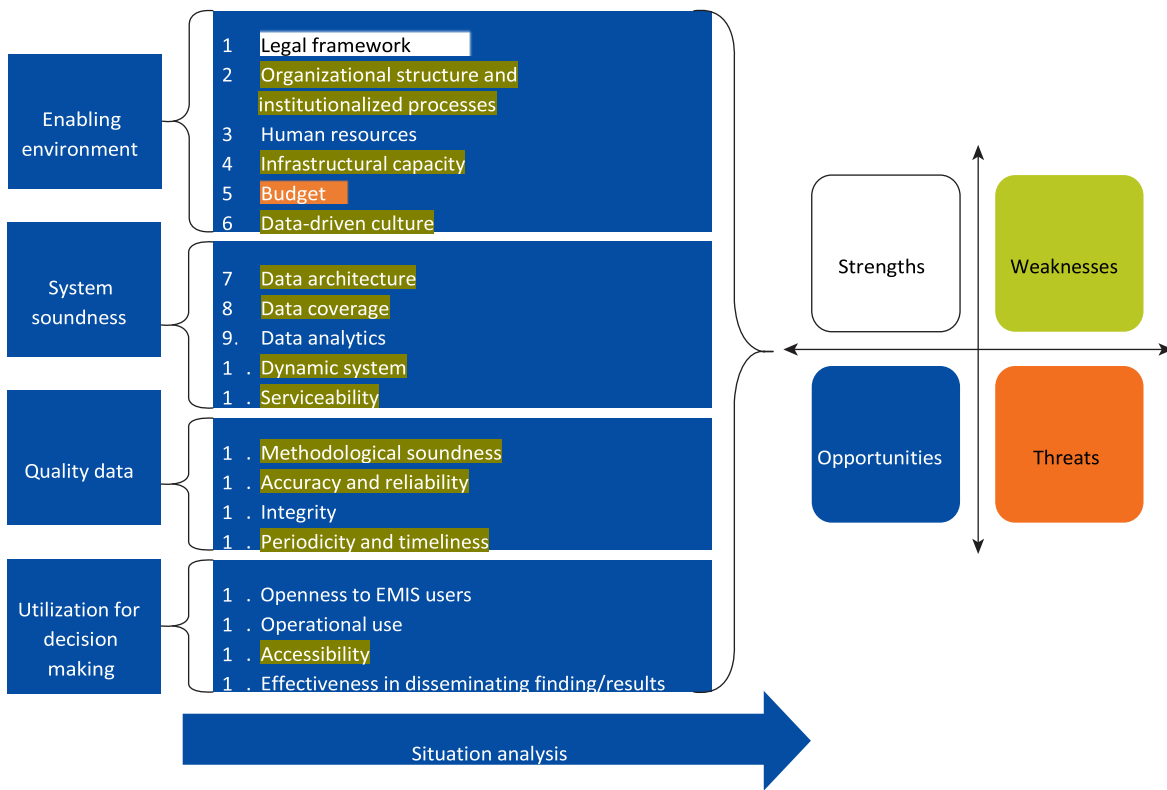 Enabling
environment
1 Legal framework
2 Organizational structure and
institutionalized processes
3 Human resources
4 Infrastructural capacity
5 Budget
6 Data-driven culture
System
soundness
7 Data architecture
8 Data coverage
9. Data analytics
1 . Dynamic system
1 . Serviceability
Quality data
1 . Methodological soundness
1 . Accuracy and reliability
1 . Integrity
1 . Periodicity and timeliness
Utilization for
decision
making
1 . Openness to EMIS users
1 . Operational use
1 . Accessibility
1 . Effectiveness in disseminating finding/results
Situation analysis
Strengths
Weaknesses
Opportunities
Threats